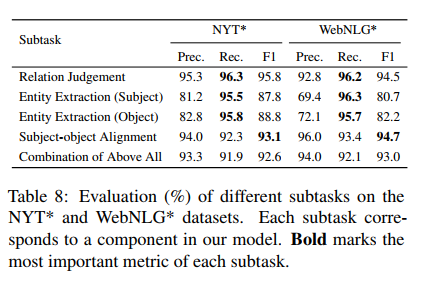 Subtask NYT* WebNLG*
Prec. Rec. F1 Prec. Rec. F1
Relation Judgement 95.3 96.3 95.8 92.8 96.2 94.5
Entity Extraction (Subject) 81.2 95.5 87.8 69.4 96.3 80.7
Entity Extraction (Object) 82.8 95.8 88.8 72.1 95.7 82.2
Subject-object Alignment 94.0 92.3 93.1 96.0 93.4 94.7
Combination of Above All 93.3 91.9 92.6 94.0 92.1 93.0
Table 8: Evaluation (%) of different subtasks on the
NYT* and WebNLG* datasets. Each subtask corre-
sponds to a component in our model. Bold marks the
most important metric of each subtask.